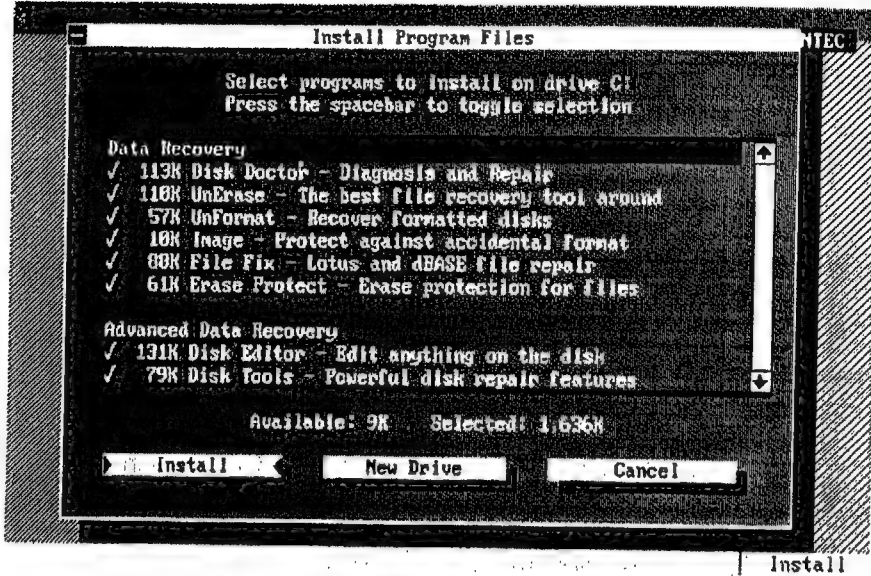 Install Program Files
NTEC
Select programs to Install on drive C:
Press the spacebar to toggle selection
Data Recovery
√ 113K Disk Doctor - Diagnosis and Repair
√ 110K UnErase - The best file recovery tool around
√ 57K UnFormat - Recover formatted disks
√ 10K Image - Protect against accidental format
√ 80K File Fix - Lotus and dBASE file repair
√ 61K Erase Protect - Erase protection for files
Advanced Data Recovery
√ 131K Disk Editor - Edit anything on the disk
√ 79K Disk Tools - Powerful disk repair features
Available: 9K Selected: 1,636K
Install New Drive Cancel
Install